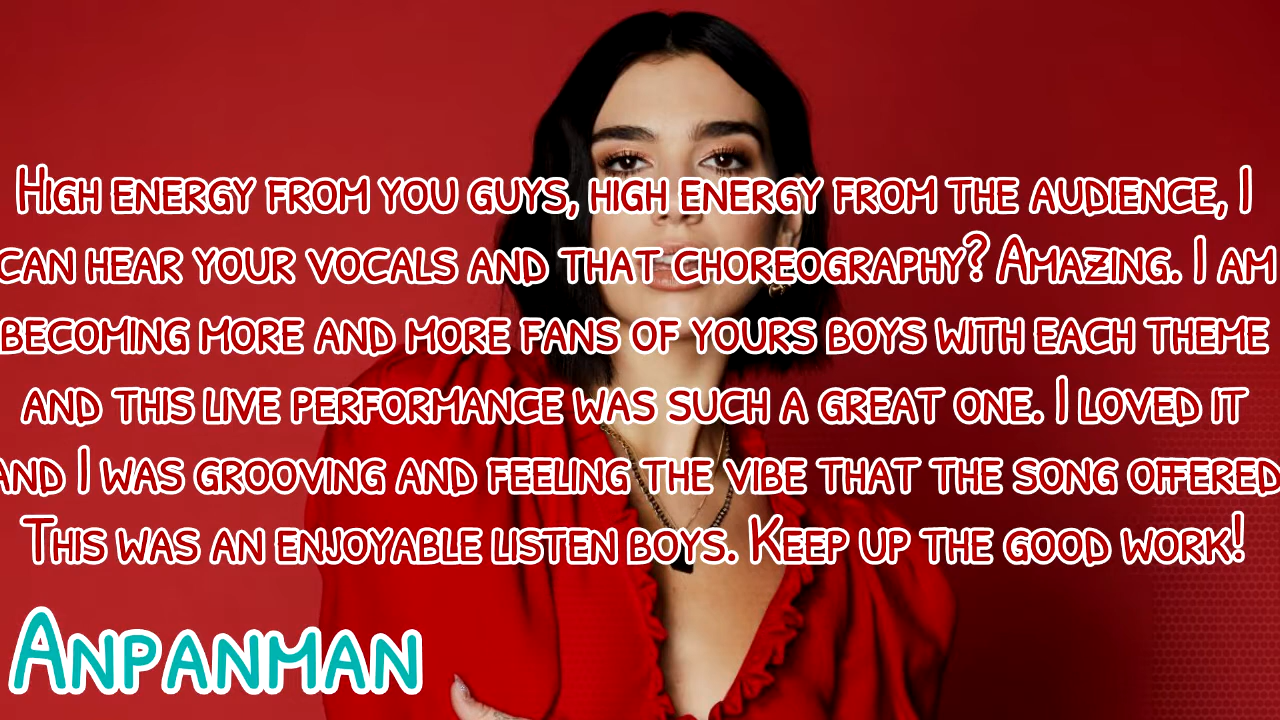 High energy from you guys, high energy from the audience, I
can hear your vocals and that choreography? Amazing. I am
becoming more and more fans of yours boys with each theme
and this live performance was such a great one. I loved it
and I was grooving and feeling the vibe that the song offered
This was an enjoyable listen boys. Keep up the good work!
Anpanman